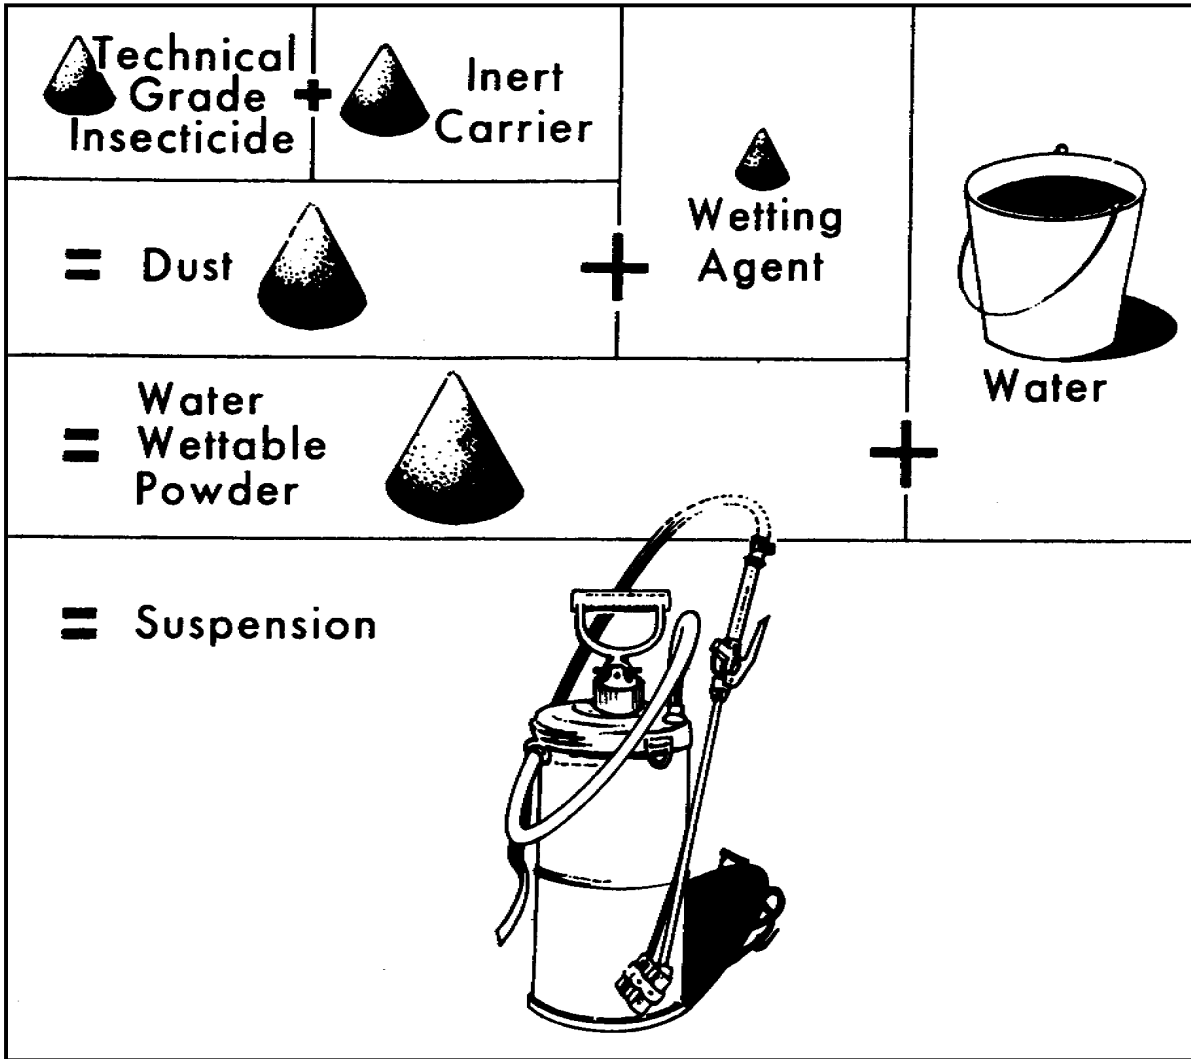 Technical
Grade +
Insecticide
Inert
Carrier
= Dust
+
Wetting
Agent
= Water
Wettable
Powder
+
Water
= Suspension